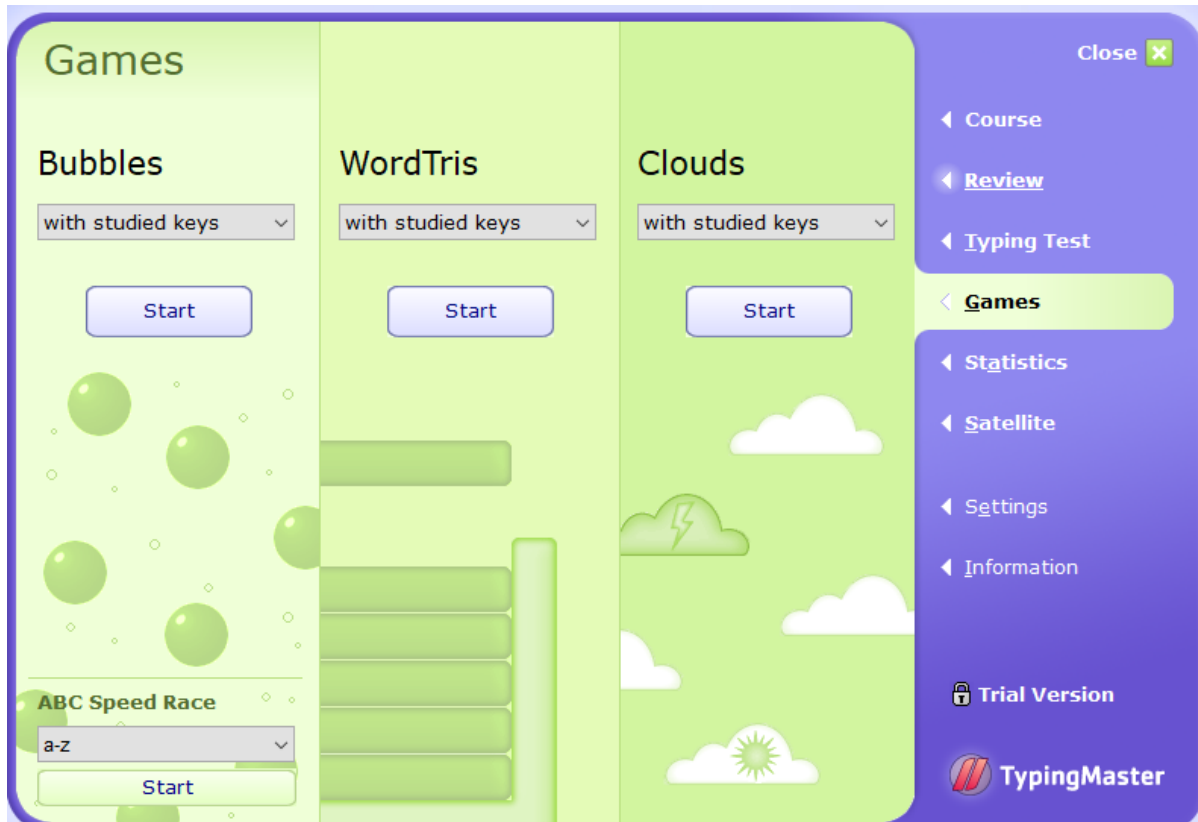 Games
Bubbles
with studied keys
Start
ABC Speed Race
a-z
Start
WordTris
with studied keys
Start
Clouds
with studied keys
Start
Close
Course
Review
Typing Test
Games
Statistics
Satellite
Settings
Information
Trial Version
TypingMaster